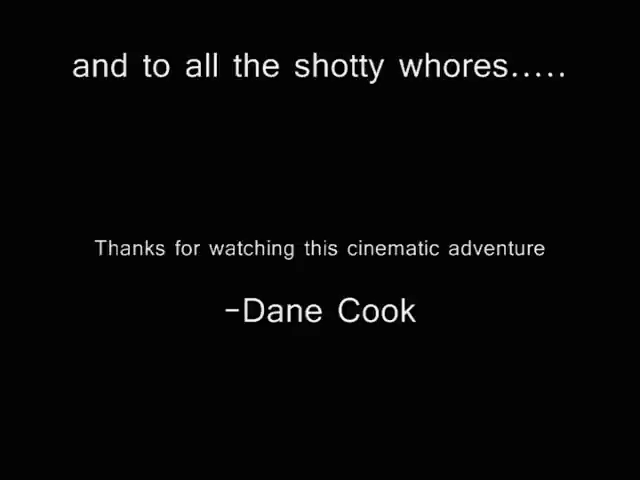 and to all the shotty whores.....
Thanks for watching this cinematic adventure
-Dane Cook